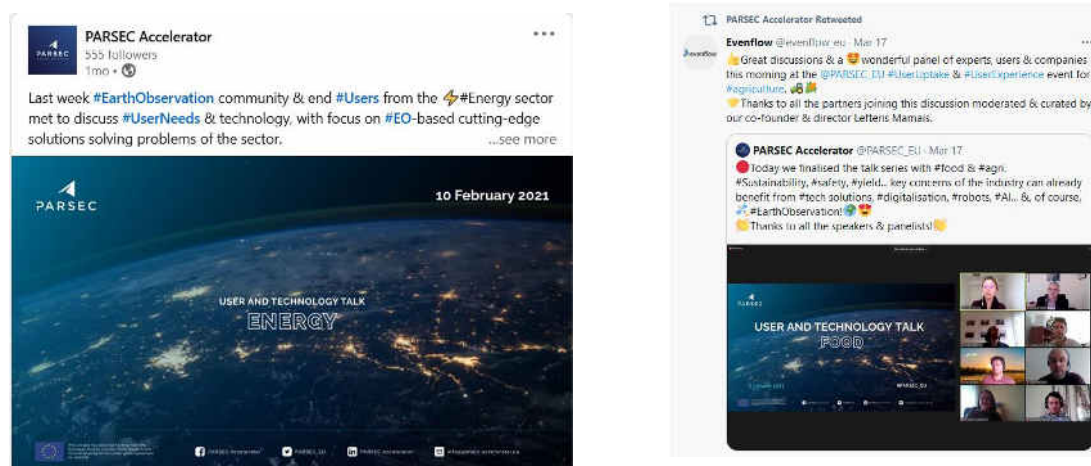 PARSEC Accelerator
555 followers
1mo •
Last week #EarthObservation community & end #Users from the ⚡#Energy sector
met to discuss #UserNeeds & technology, with focus on #EO-based cutting-edge
solutions solving problems of the sector.
...see more
PARSEC
10 February 2021
USER AND TECHNOLOGY TALK
ENERGY
PARSEC Accelerator
PARSEC_EU
PARSEC Accelerator
PARSEC Accelerator Retweeted
Evenflow @evenflow_eu · Mar 17
👍Great discussions & a 😍 wonderful panel of experts, users & companies
this morning at the @PARSEC_EU #UserUptake & #UserExperience event for
#agriculture.
Thanks to all the partners joining this discussion moderated & curated by
our co-founder & director Lefteris Mamais.
PARSEC Accelerator @PARSEC_EU · Mar 17
🔴Today we finalised the talk series with #food & #agri.
#Sustainability, #safety, #yield... key concerns of the industry can already
benefit from #tech solutions, #digitalisation, #robots, #AI... &, of course,
#EarthObservation!🌍😍
👏Thanks to all the speakers & panelists!👏
PARSEC
USER AND TECHNOLOGY TALK
FOOD
#PARSEC_EU